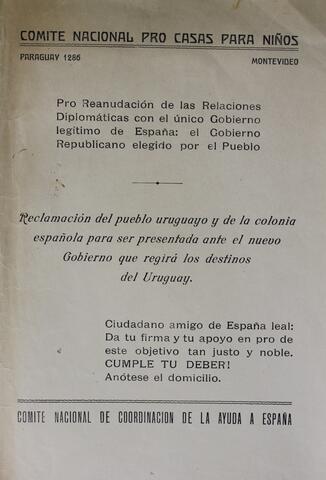 COMITE NACIONAL PRO CASAS PARA NIÑOS
PARAGUAY 1286 MONTEVIDEO
Pro Reanudación de las Relaciones
Diplomáticas con el único Gobierno
legítimo de España: el Gobierno
Republicano elegido por el Pueblo
Reclamación del pueblo uruguayo y de la colonia
española para ser presentada ante el nuevo
Gobierno que regirá los destinos
del Uruguay.
Ciudadano amigo de España leal:
Da tu firma y tu apoyo en pro de
este objetivo tan justo y noble.
CUMPLE TU DEBER!
Anótese el domicilio.
COMITE NACIONAL DE COORDINACION DE LA AYUDA A ESPAÑA